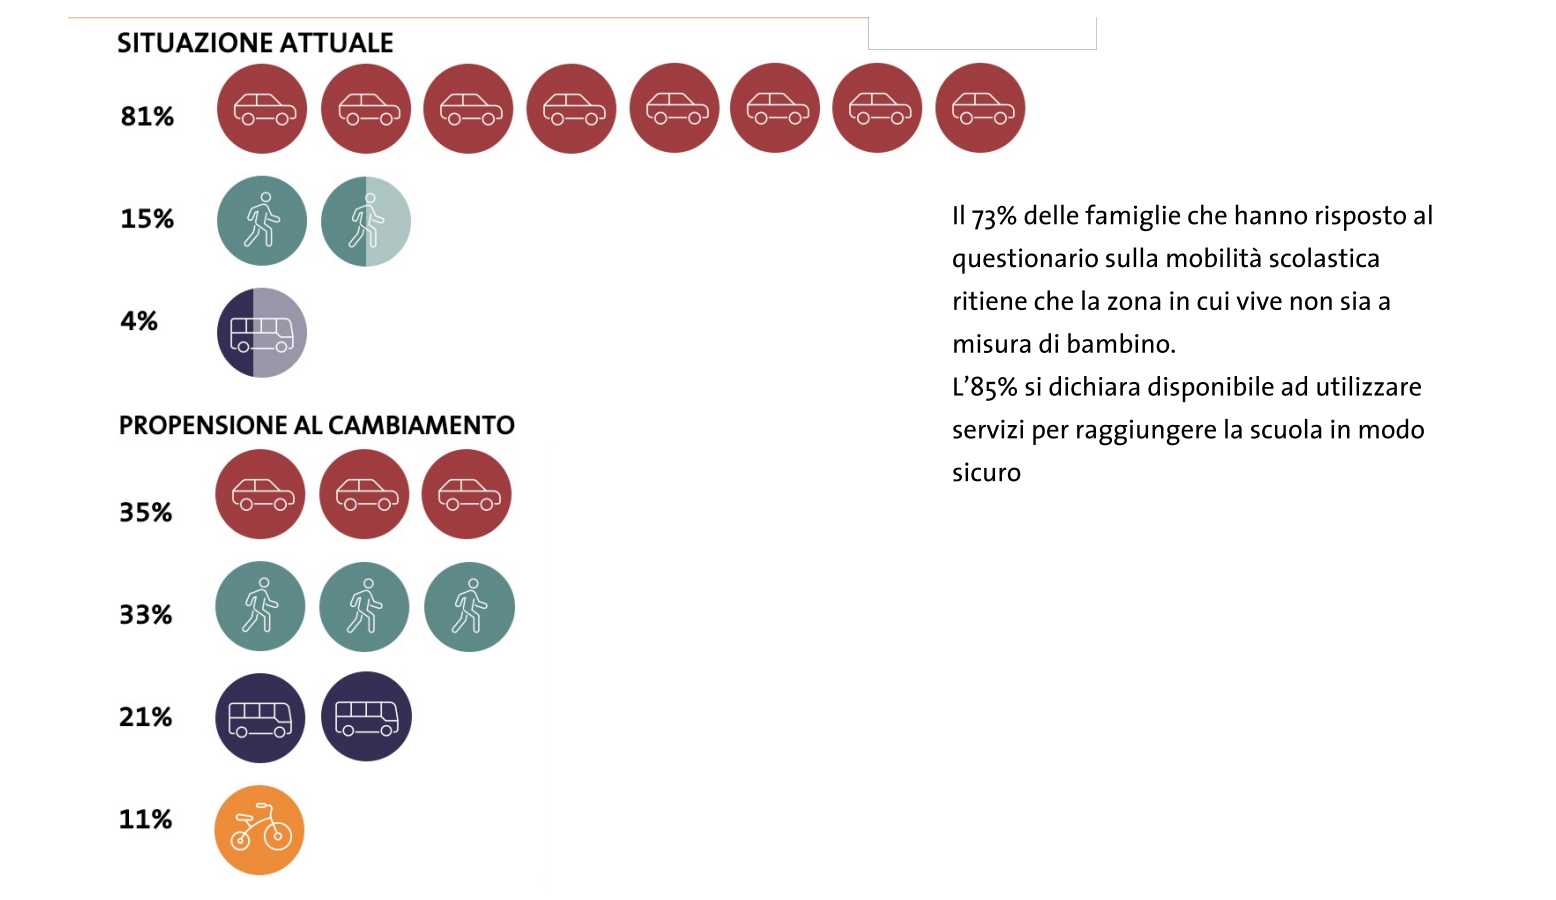 SITUAZIONE ATTUALE
81%
15%
4%
PROPENSIONE AL CAMBIAMENTO
35%
33%
21%
11%
Il 73% delle famiglie che hanno risposto al
questionario sulla mobilità scolastica
ritiene che la zona in cui vive non sia a
misura di bambino.
L’85% si dichiara disponibile ad utilizzare
servizi per raggiungere la scuola in modo
sicuro